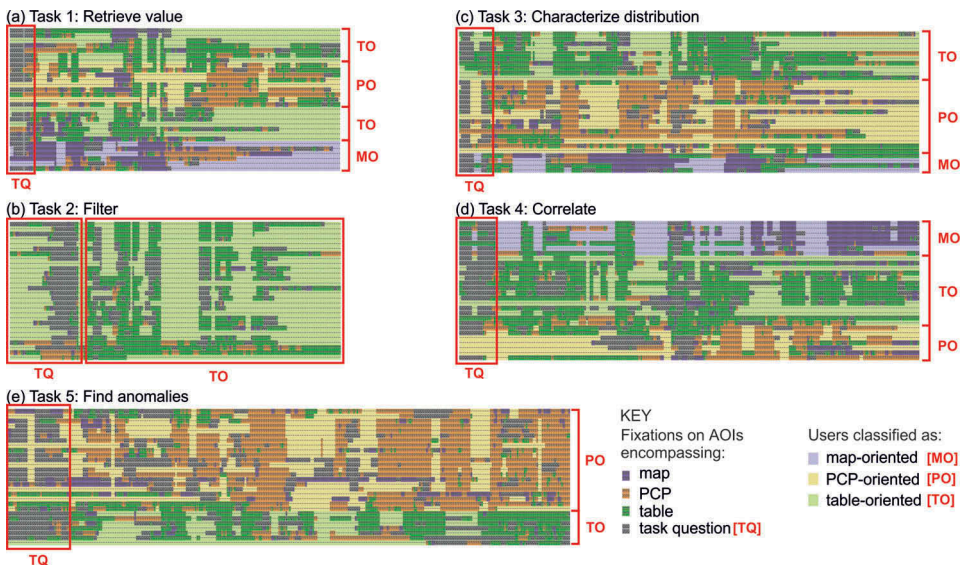 (a) Task 1: Retrieve value
TO
PO
TO
MO
TQ
(c) Task 3: Characterize distribution
TO
PO
MO
TQ
(b) Task 2: Filter
TQ
TO
(d) Task 4: Correlate
MO
TO
PO
TQ
(e) Task 5: Find anomalies
PO
TO
TQ
KEY
Fixations on AOIs
encompassing:
map
PCP
table
task question [TQ]
Users classified as:
map-oriented [MO]
PCP-oriented [PO]
table-oriented [TO]